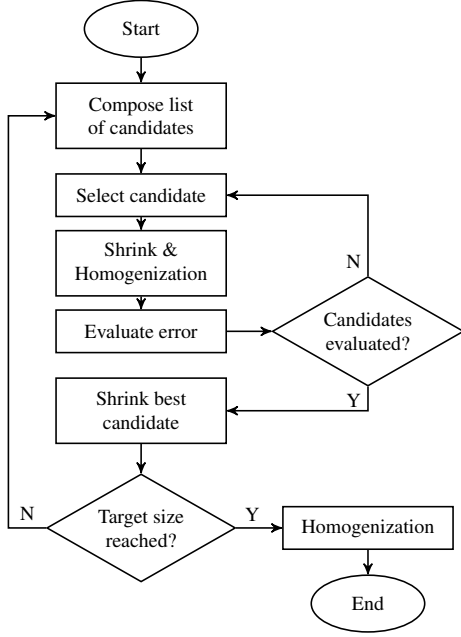 Start
Compose list
of candidates
Select candidate
Shrink &
Homogenization
Evaluate error
Candidates
evaluated?
N
Y
Shrink best
candidate
Target size
reached?
N
Y
Homogenization
End